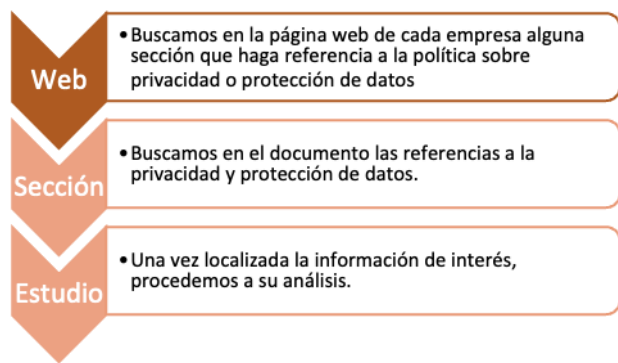 Web
•Buscamos en la página web de cada empresa alguna
sección que haga referencia a la política sobre
privacidad o protección de datos
Sección
•Buscamos en el documento las referencias a la
privacidad y protección de datos.
Estudio
•Una vez localizada la información de interés,
procedemos a su análisis.